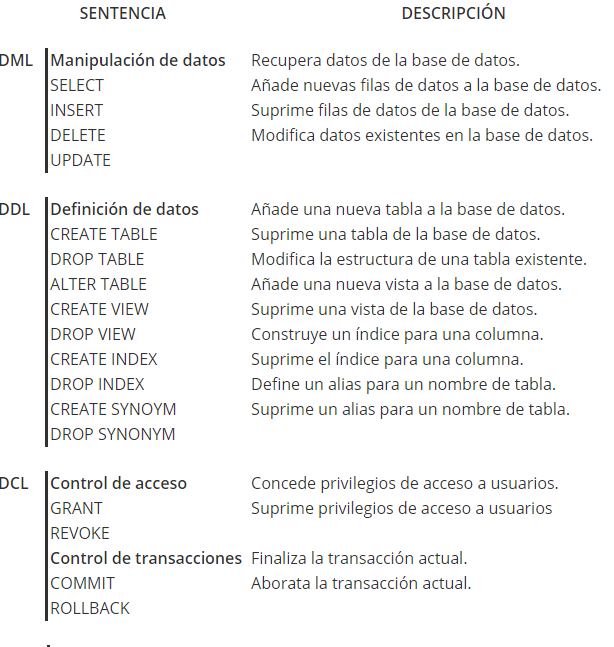 SENTENCIA DESCRIPCIÓN
DML Manipulación de datos Recupera datos de la base de datos.
SELECT Añade nuevas filas de datos a la base de datos.
INSERT Suprime filas de datos de la base de datos.
DELETE Modifica datos existentes en la base de datos.
UPDATE
DDL Definición de datos Añade una nueva tabla a la base de datos.
CREATE TABLE Suprime una tabla de la base de datos.
DROP TABLE Modifica la estructura de una tabla existente.
ALTER TABLE Añade una nueva vista a la base de datos.
CREATE VIEW Suprime una vista de la base de datos.
DROP VIEW Construye un índice para una columna.
CREATE INDEX Suprime el índice para una columna.
DROP INDEX Define un alias para un nombre de tabla.
CREATE SYNOYM Suprime un alias para un nombre de tabla.
DROP SYNONYM
DCL Control de acceso Concede privilegios de acceso a usuarios.
GRANT Suprime privilegios de acceso a usuarios
REVOKE
Control de transacciones Finaliza la transacción actual.
COMMIT Aborata la transacción actual.
ROLLBACK